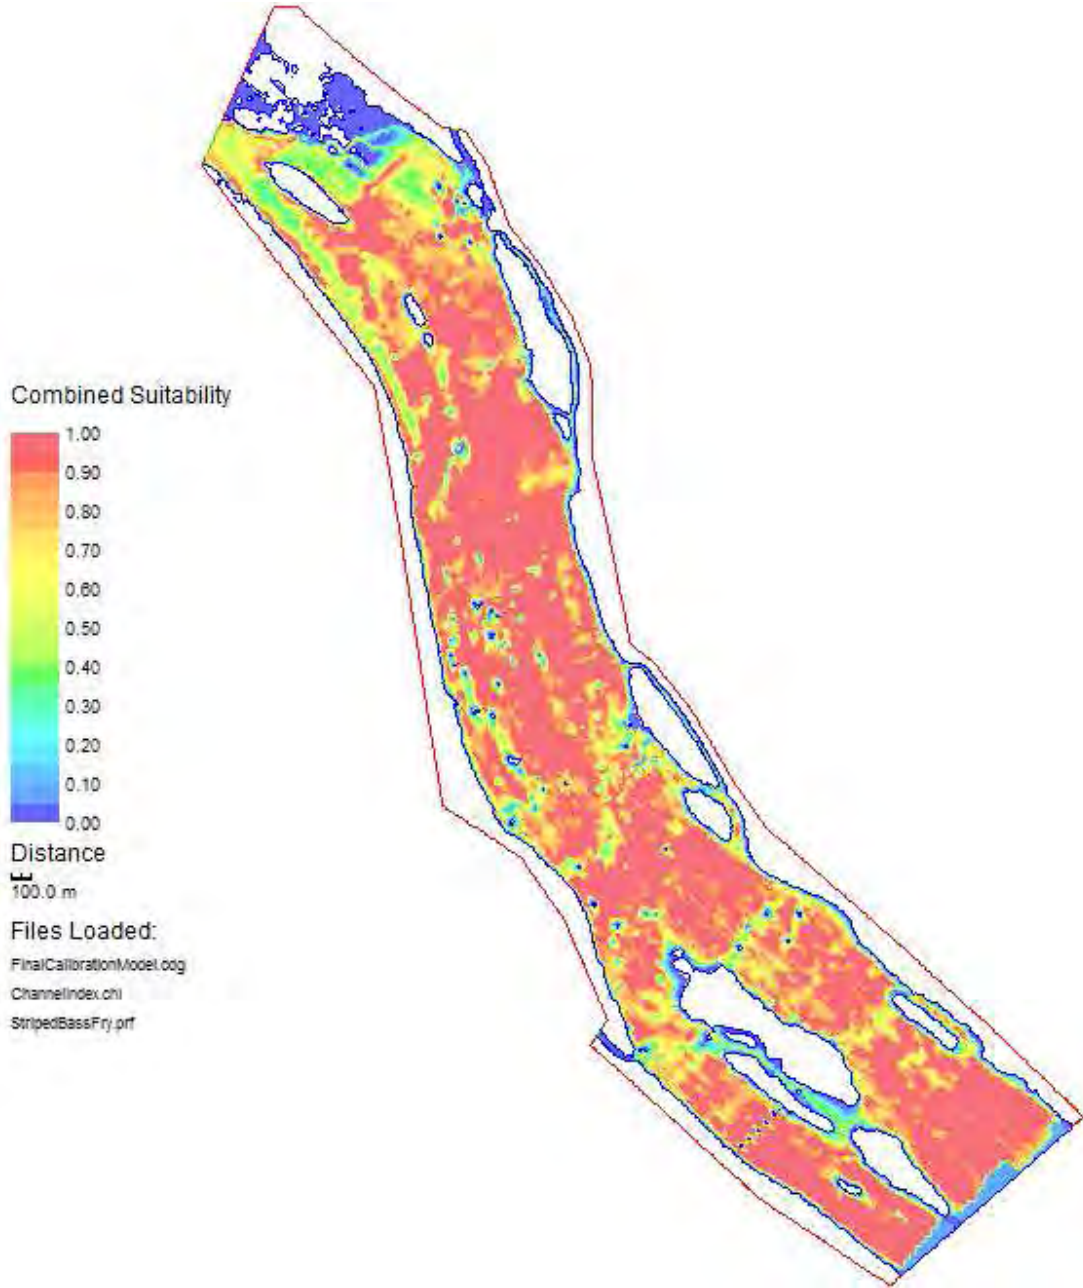 Combined Suitability
1.00
0.90
0.80
0.70
0.60
0.50
0.40
0.30
0.20
0.10
0.00
Distance
100.0 m
Files Loaded:
FinalCalibrationModel.cdg
ChannelIndex.chi
StripedBassFry.prf